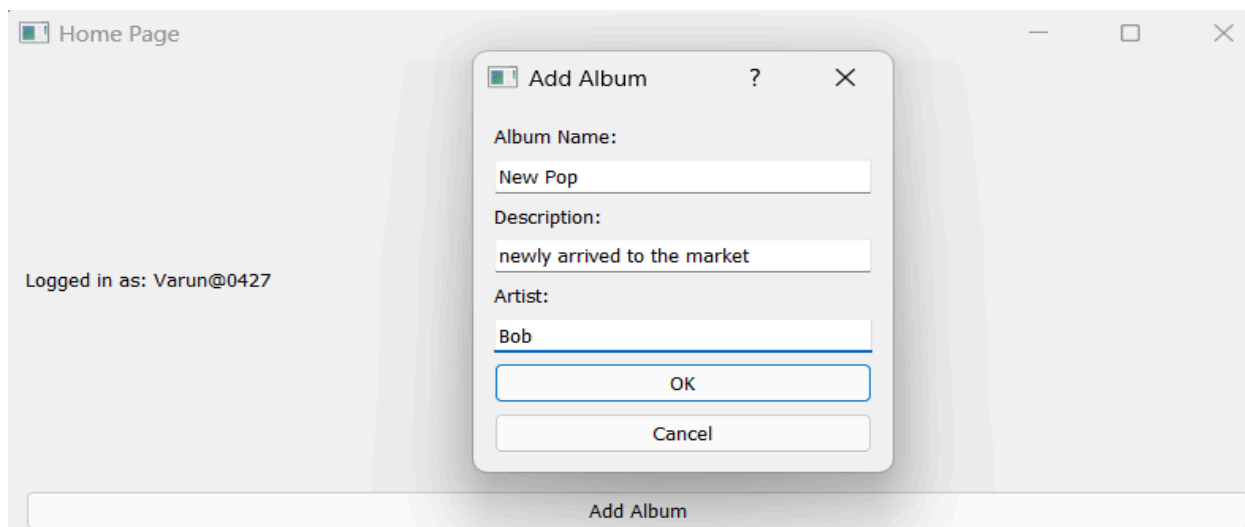 Home Page
Add Album
?
Album Name:
New Pop
Description:
newly arrived to the market
Logged in as: Varun@0427
Artist:
Bob
OK
Cancel
Add Album